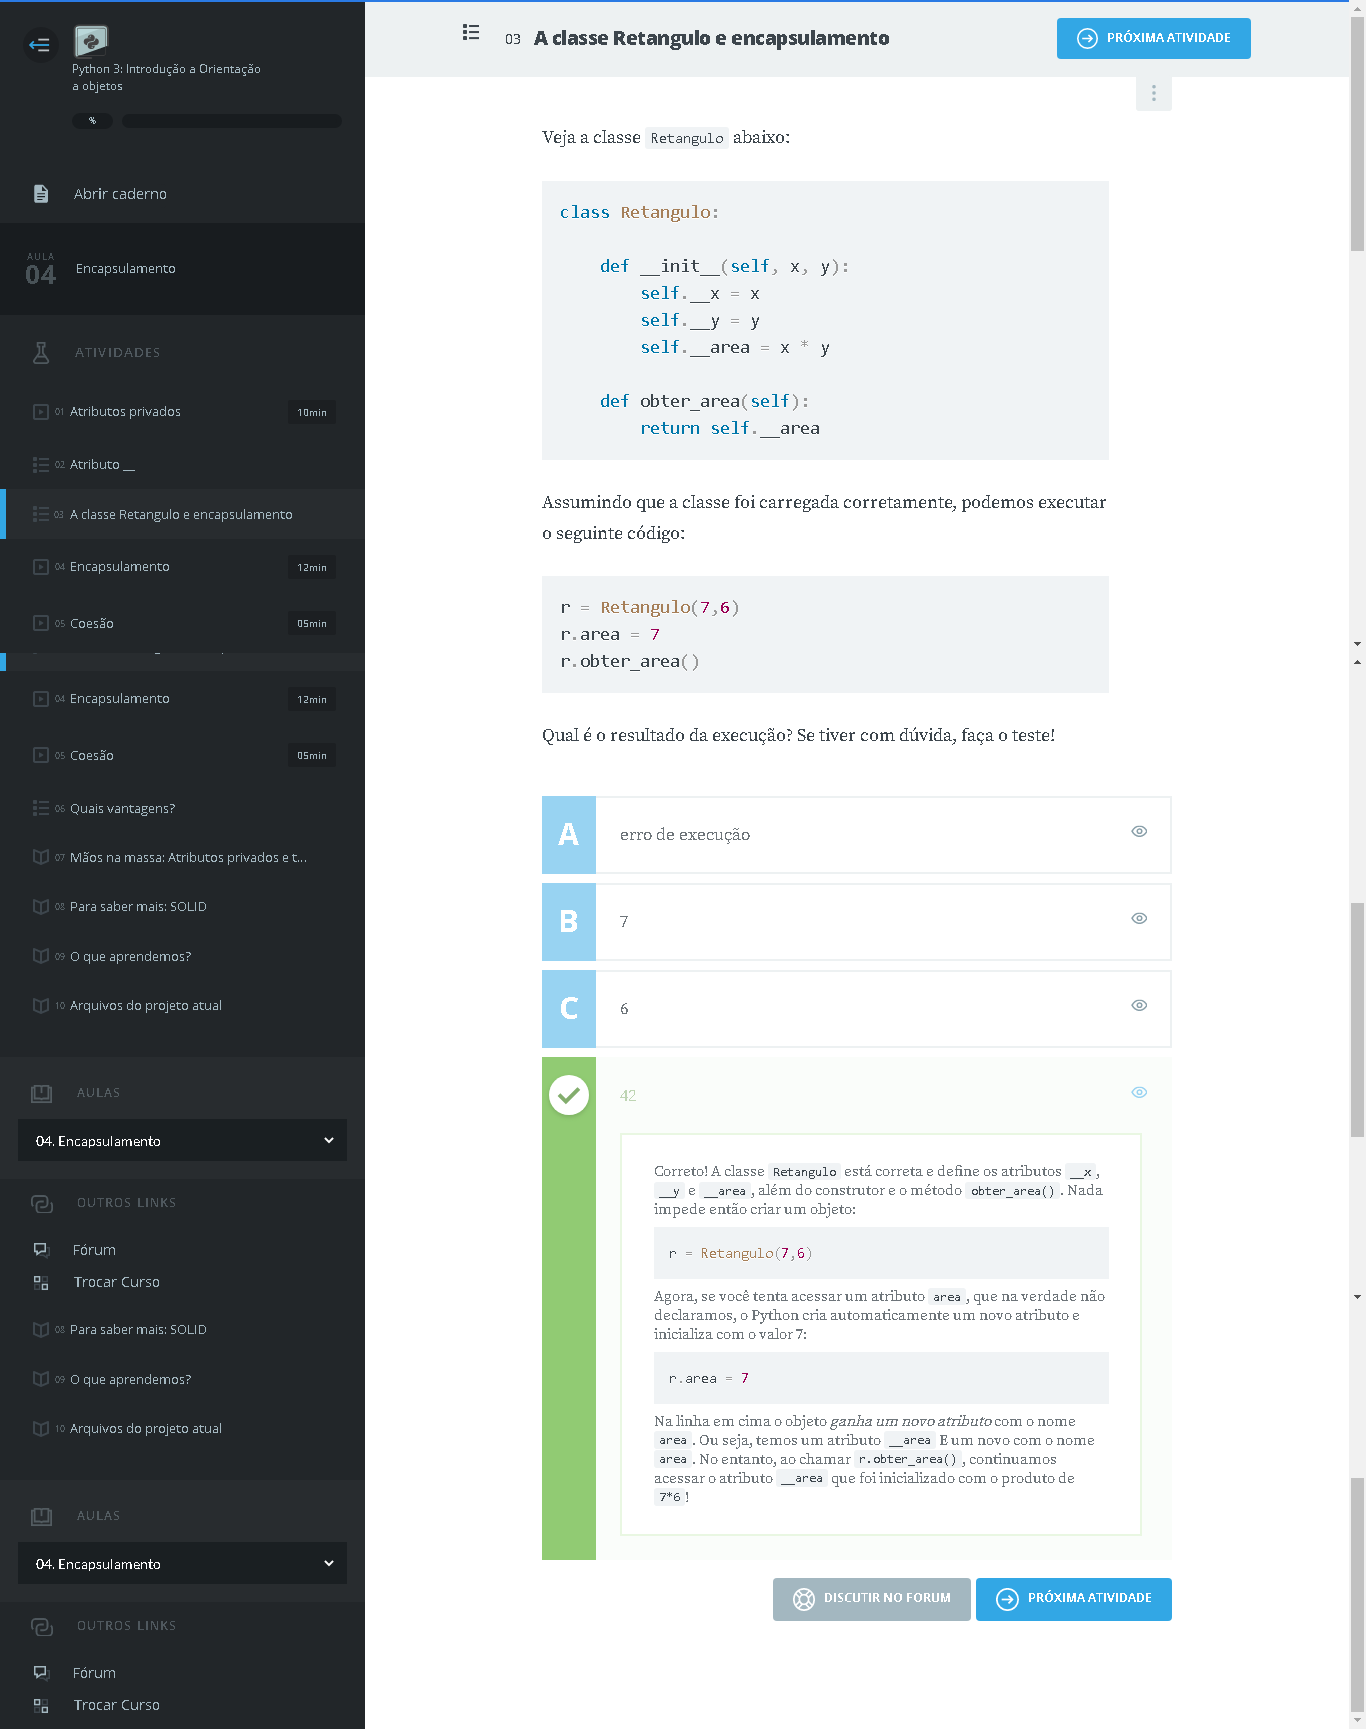 Python 3: Introdução a Orientação
a objetos
%
Abrir caderno
AULA
04
Encapsulamento
ATIVIDADES
01 Atributos privados 10min
02 Atributo __
03 A classe Retangulo e encapsulamento
04 Encapsulamento 12min
05 Coesão 05min
04 Encapsulamento 12min
05 Coesão 05min
06 Quais vantagens?
07 Mãos na massa: Atributos privados e t...
08 Para saber mais: SOLID
09 O que aprendemos?
10 Arquivos do projeto atual
AULAS
04. Encapsulamento
OUTROS LINKS
Fórum
Trocar Curso
08 Para saber mais: SOLID
09 O que aprendemos?
10 Arquivos do projeto atual
AULAS
04. Encapsulamento
OUTROS LINKS
Fórum
Trocar Curso
03 A classe Retangulo e encapsulamento
PRÓXIMA ATIVIDADE
Veja a classe Retangulo abaixo:
class Retangulo:
def __init__(self, x, y):
self.__x = x
self.__y = y
self.__area = x * y
def obter_area(self):
return self.__area
Assumindo que a classe foi carregada corretamente, podemos executar
o seguinte código:
r = Retangulo(7,6)
r.area = 7
r.obter_area()
Qual é o resultado da execução? Se tiver com dúvida, faça o teste!
A erro de execução
B 7
C 6
42
Correto! A classe Retangulo está correta e define os atributos __x,
__y e __area, além do construtor e o método obter_area(). Nada
impede então criar um objeto:
r = Retangulo(7,6)
Agora, se você tenta acessar um atributo area, que na verdade não
declaramos, o Python cria automaticamente um novo atributo e
inicializa com o valor 7:
r.area = 7
Na linha em cima o objeto ganha um novo atributo com o nome
area. Ou seja, temos um atributo __area E um novo com o nome
area. No entanto, ao chamar r.obter_area(), continuamos
acessar o atributo __area que foi inicializado com o produto de
7*6!
DISCUTIR NO FORUM
PRÓXIMA ATIVIDADE